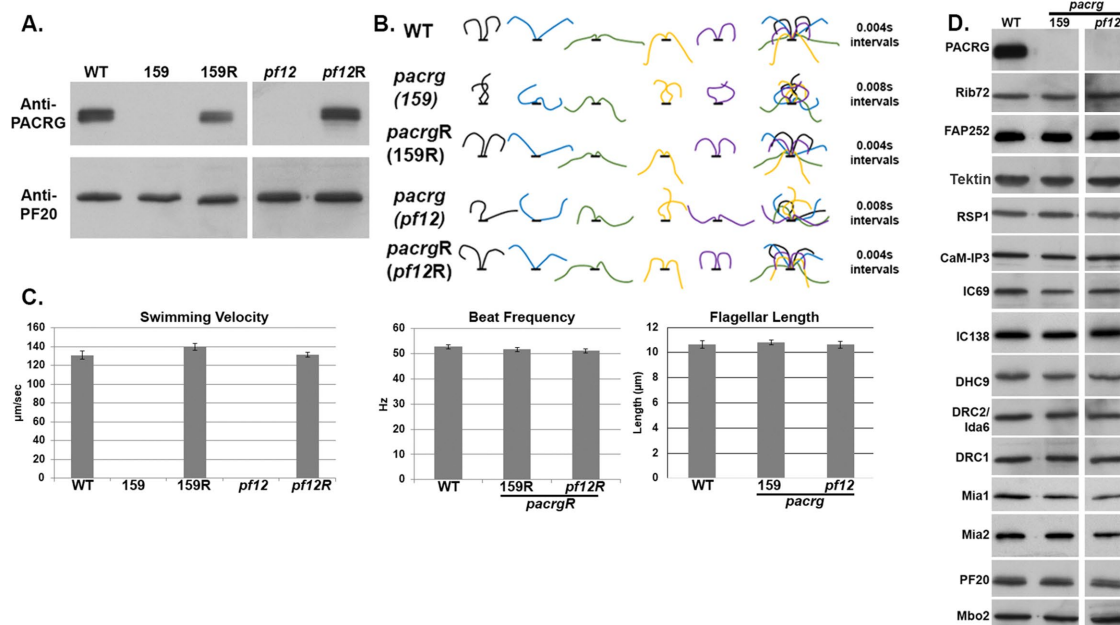 A.
WT 159 159R pf12 pf12R
Anti-
PACRG
Anti-
PF20
B.
WT
0.004s
intervals
pacrg
(159)
0.008s
intervals
pacrgR
(159R)
0.004s
intervals
pacrg
(pf12)
0.008s
intervals
pacrgR
(pf12R)
0.004s
intervals
C.
Swimming Velocity
µm/sec
160
140
120
100
80
60
40
20
0
WT 159 159R pf12 pf12R
Beat Frequency
Hz
60
50
40
30
20
10
0
WT 159R pf12R
pacrgR
Flagellar Length
Length (µm)
12
10
8
6
4
2
0
WT 159 pf12
pacrg
D.
pacrg
WT 159 pf12
PACRG
Rib72
FAP252
Tektin
RSP1
CaM-IP3
IC69
IC138
DHC9
DRC2/
Ida6
DRC1
Mia1
Mia2
PF20
Mbo2